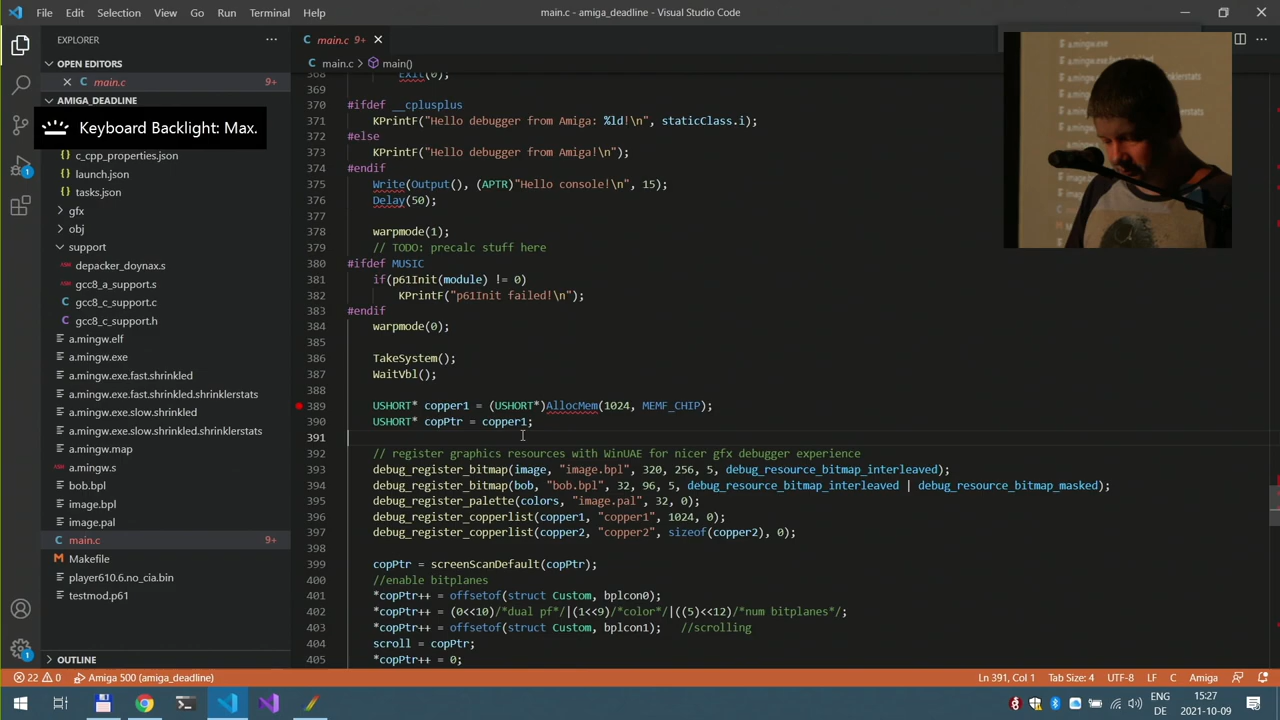 File Edit Selection View Go Run Terminal Help
main.c - amiga_deadline - Visual Studio Code
EXPLORER
OPEN EDITORS
main.c 9+
AMIGA_DEADLINE
Keyboard Backlight: Max.
c_cpp_properties.json
launch.json
tasks.json
gfx
obj
support
depacker_doynax.s
gcc8_a_support.s
gcc8_c_support.c
gcc8_c_support.h
a.mingw.elf
a.mingw.exe
a.mingw.exe.fast.shrinkled
a.mingw.exe.fast.shrinkled.shrinklerstats
a.mingw.exe.slow.shrinkled
a.mingw.exe.slow.shrinkled.shrinklerstats
a.mingw.map
a.mingw.s
bob.bpl
image.bpl
image.pal
main.c 9+
Makefile
player610.6.no_cia.bin
testmod.p61
OUTLINE
main.c 9+
main.c > main()
368 Exit(0);
369
370 #ifdef __cplusplus
371 KPrintF("Hello debugger from Amiga: %ld!\n", staticClass.i);
372 #else
373 KPrintF("Hello debugger from Amiga!\n");
374 #endif
375 Write(Output(), (APTR)"Hello console!\n", 15);
376 Delay(50);
377
378 warpmode(1);
379 // TODO: precalc stuff here
380 #ifdef MUSIC
381 if(p61Init(module) != 0)
382 KPrintF("p61Init failed!\n");
383 #endif
384 warpmode(0);
385
386 TakeSystem();
387 WaitVbl();
388
389 USHORT* copper1 = (USHORT*)AllocMem(1024, MEMF_CHIP);
390 USHORT* copPtr = copper1;
391
392 // register graphics resources with WinUAE for nicer gfx debugger experience
393 debug_register_bitmap(image, "image.bpl", 320, 256, 5, debug_resource_bitmap_interleaved);
394 debug_register_bitmap(bob, "bob.bpl", 32, 96, 5, debug_resource_bitmap_interleaved | debug_resource_bitmap_masked);
395 debug_register_palette(colors, "image.pal", 32, 0);
396 debug_register_copperlist(copper1, "copper1", 1024, 0);
397 debug_register_copperlist(copper2, "copper2", sizeof(copper2), 0);
398
399 copPtr = screenScanDefault(copPtr);
400 //enable bitplanes
401 *copPtr++ = offsetof(struct Custom, bplcon0);
402 *copPtr++ = (0<<10)/*dual pf*/|(1<<9)/*color*/|((5)<<12)/*num bitplanes*/;
403 *copPtr++ = offsetof(struct Custom, bplcon1); //scrolling
404 scroll = copPtr;
405 *copPtr++ = 0;
22 0 Amiga 500 (amiga_deadline)
Ln 391, Col 1 Tab Size: 4 UTF-8 LF C Amiga
ENG
DE
15:27
2021-10-09